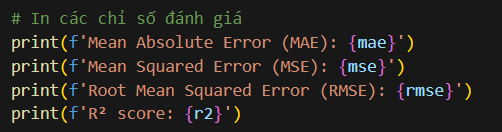 # In các chỉ số đánh giá
print(f'Mean Absolute Error (MAE): {mae}')
print(f'Mean Squared Error (MSE): {mse}')
print(f'Root Mean Squared Error (RMSE): {rmse}')
print(f'R² score: {r2}')